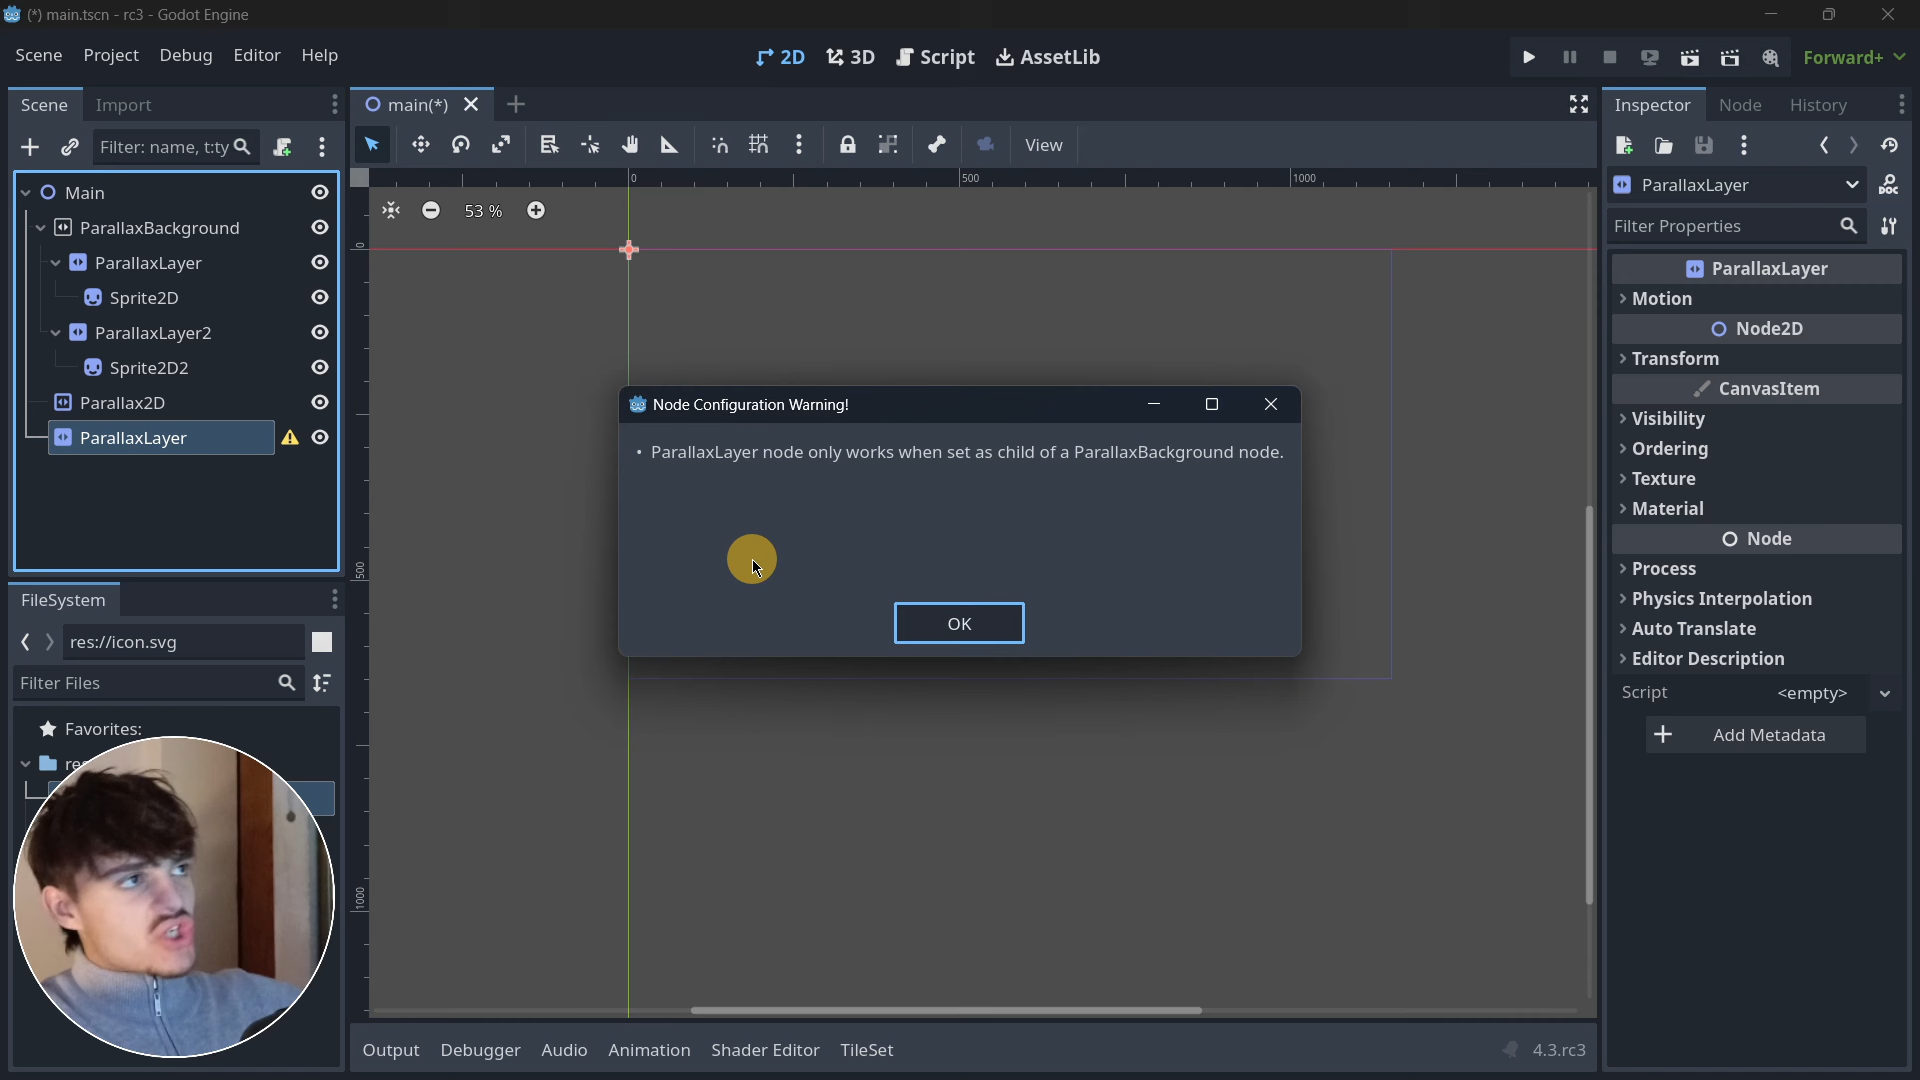 (*) main.tscn - rc3 - Godot Engine
Scene Project Debug Editor Help
2D 3D Script AssetLib
Forward+
Scene Import
Filter: name, t:ty
Main
ParallaxBackground
ParallaxLayer
Sprite2D
ParallaxLayer2
Sprite2D2
Parallax2D
ParallaxLayer
FileSystem
res://icon.svg
Filter Files
Favorites:
main(*)
View
0 500 1000
0
500
1000
53 %
Node Configuration Warning!
• ParallaxLayer node only works when set as child of a ParallaxBackground node.
OK
Output Debugger Audio Animation Shader Editor TileSet
4.3.rc3
Inspector Node History
ParallaxLayer
DOC
Filter Properties
ParallaxLayer
Motion
Node2D
Transform
CanvasItem
Visibility
Ordering
Texture
Material
Node
Process
Physics Interpolation
Auto Translate
Editor Description
Script <empty>
Add Metadata